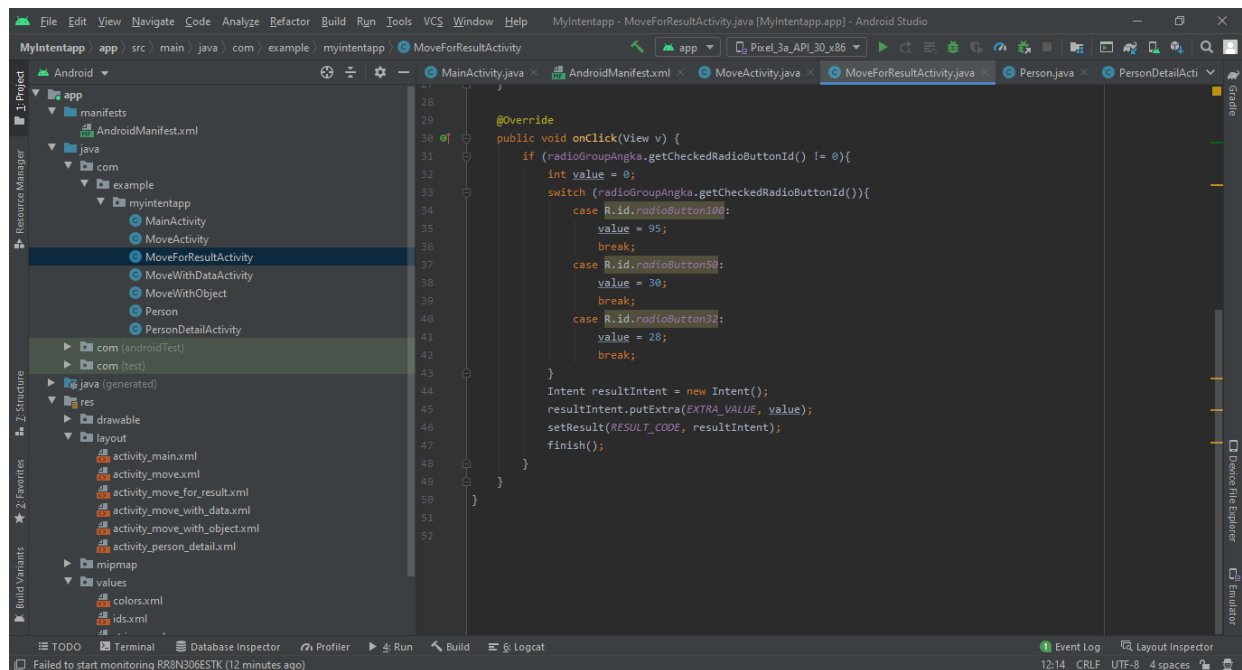 File Edit View Navigate Code Analyze Refactor Build Run Tools VCS Window Help MyIntentapp - MoveForResultActivity.java [MyIntentapp.app] - Android Studio
MyIntentapp app src main java com example myintentapp MoveForResultActivity app Pixel_3a_API_30_x86
Android
MainActivity.java AndroidManifest.xml MoveActivity.java MoveForResultActivity.java Person.java PersonDetailActi
1: Project
Resource Manager
Z: Structure
2: Favorites
Build Variants
app
manifests
AndroidManifest.xml
java
com
example
myintentapp
MainActivity
MoveActivity
MoveForResultActivity
MoveWithDataActivity
MoveWithObject
Person
PersonDetailActivity
com (androidTest)
com (test)
java (generated)
res
drawable
layout
activity_main.xml
activity_move.xml
activity_move_for_result.xml
activity_move_with_data.xml
activity_move_with_object.xml
activity_person_detail.xml
mipmap
values
colors.xml
ids.xml
27 }
28
29 @Override
30 public void onClick(View v) {
31 if (radioGroupAngka.getCheckedRadioButtonId() != 0){
32 int value = 0;
33 switch (radioGroupAngka.getCheckedRadioButtonId()){
34 case R.id.radioButton100:
35 value = 95;
36 break;
37 case R.id.radioButton50:
38 value = 30;
39 break;
40 case R.id.radioButton32:
41 value = 28;
42 break;
43 }
44 Intent resultIntent = new Intent();
45 resultIntent.putExtra(EXTRA_VALUE, value);
46 setResult(RESULT_CODE, resultIntent);
47 finish();
48 }
49 }
50 }
51
52
Gradle
Device File Explorer
Emulator
TODO Terminal Database Inspector Profiler 4: Run Build 6: Logcat 1 Event Log Layout Inspector
Failed to start monitoring RR8N306ESTK (12 minutes ago) 12:14 CRLF UTF-8 4 spaces